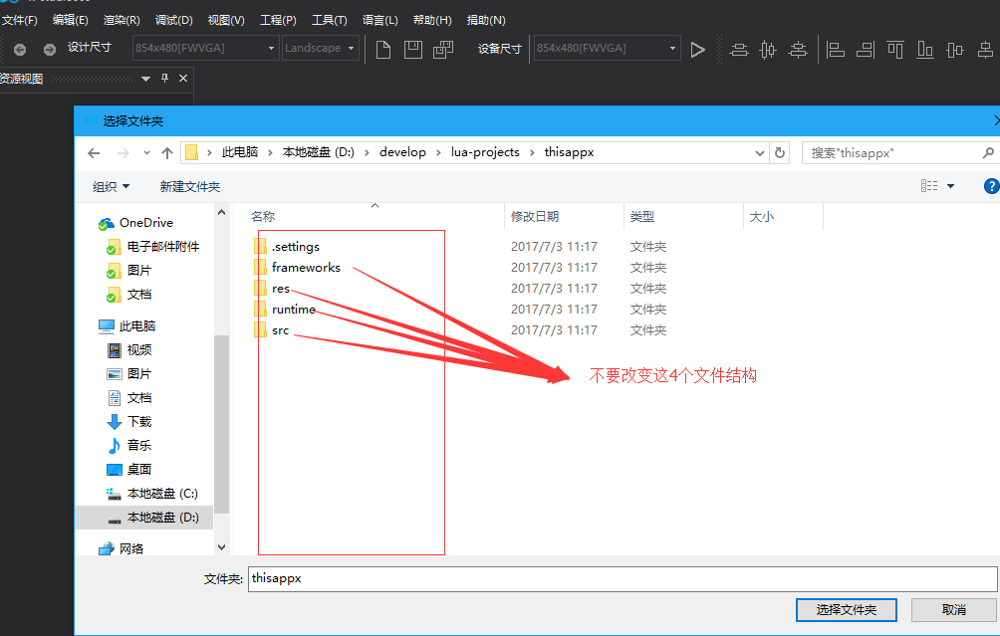 文件(F) 编辑(E) 渲染(R) 调试(D) 视图(V) 工程(P) 工具(T) 语言(L) 帮助(H) 捐助(N)
设计尺寸 854x480[FWVGA] Landscape 设备尺寸 854x480[FWVGA]
资源视图
选择文件夹
此电脑 › 本地磁盘 (D:) › develop › lua-projects › thisappx
搜索"thisappx"
组织 新建文件夹
名称 修改日期 类型 大小
OneDrive
电子邮件附件
图片
文档
此电脑
视频
图片
文档
下载
音乐
桌面
本地磁盘 (C:)
本地磁盘 (D:)
网络
.settings 2017/7/3 11:17 文件夹
frameworks 2017/7/3 11:17 文件夹
res 2017/7/3 11:17 文件夹
runtime 2017/7/3 11:17 文件夹
src 2017/7/3 11:17 文件夹
不要改变这4个文件结构
文件夹: thisappx
选择文件夹 取消